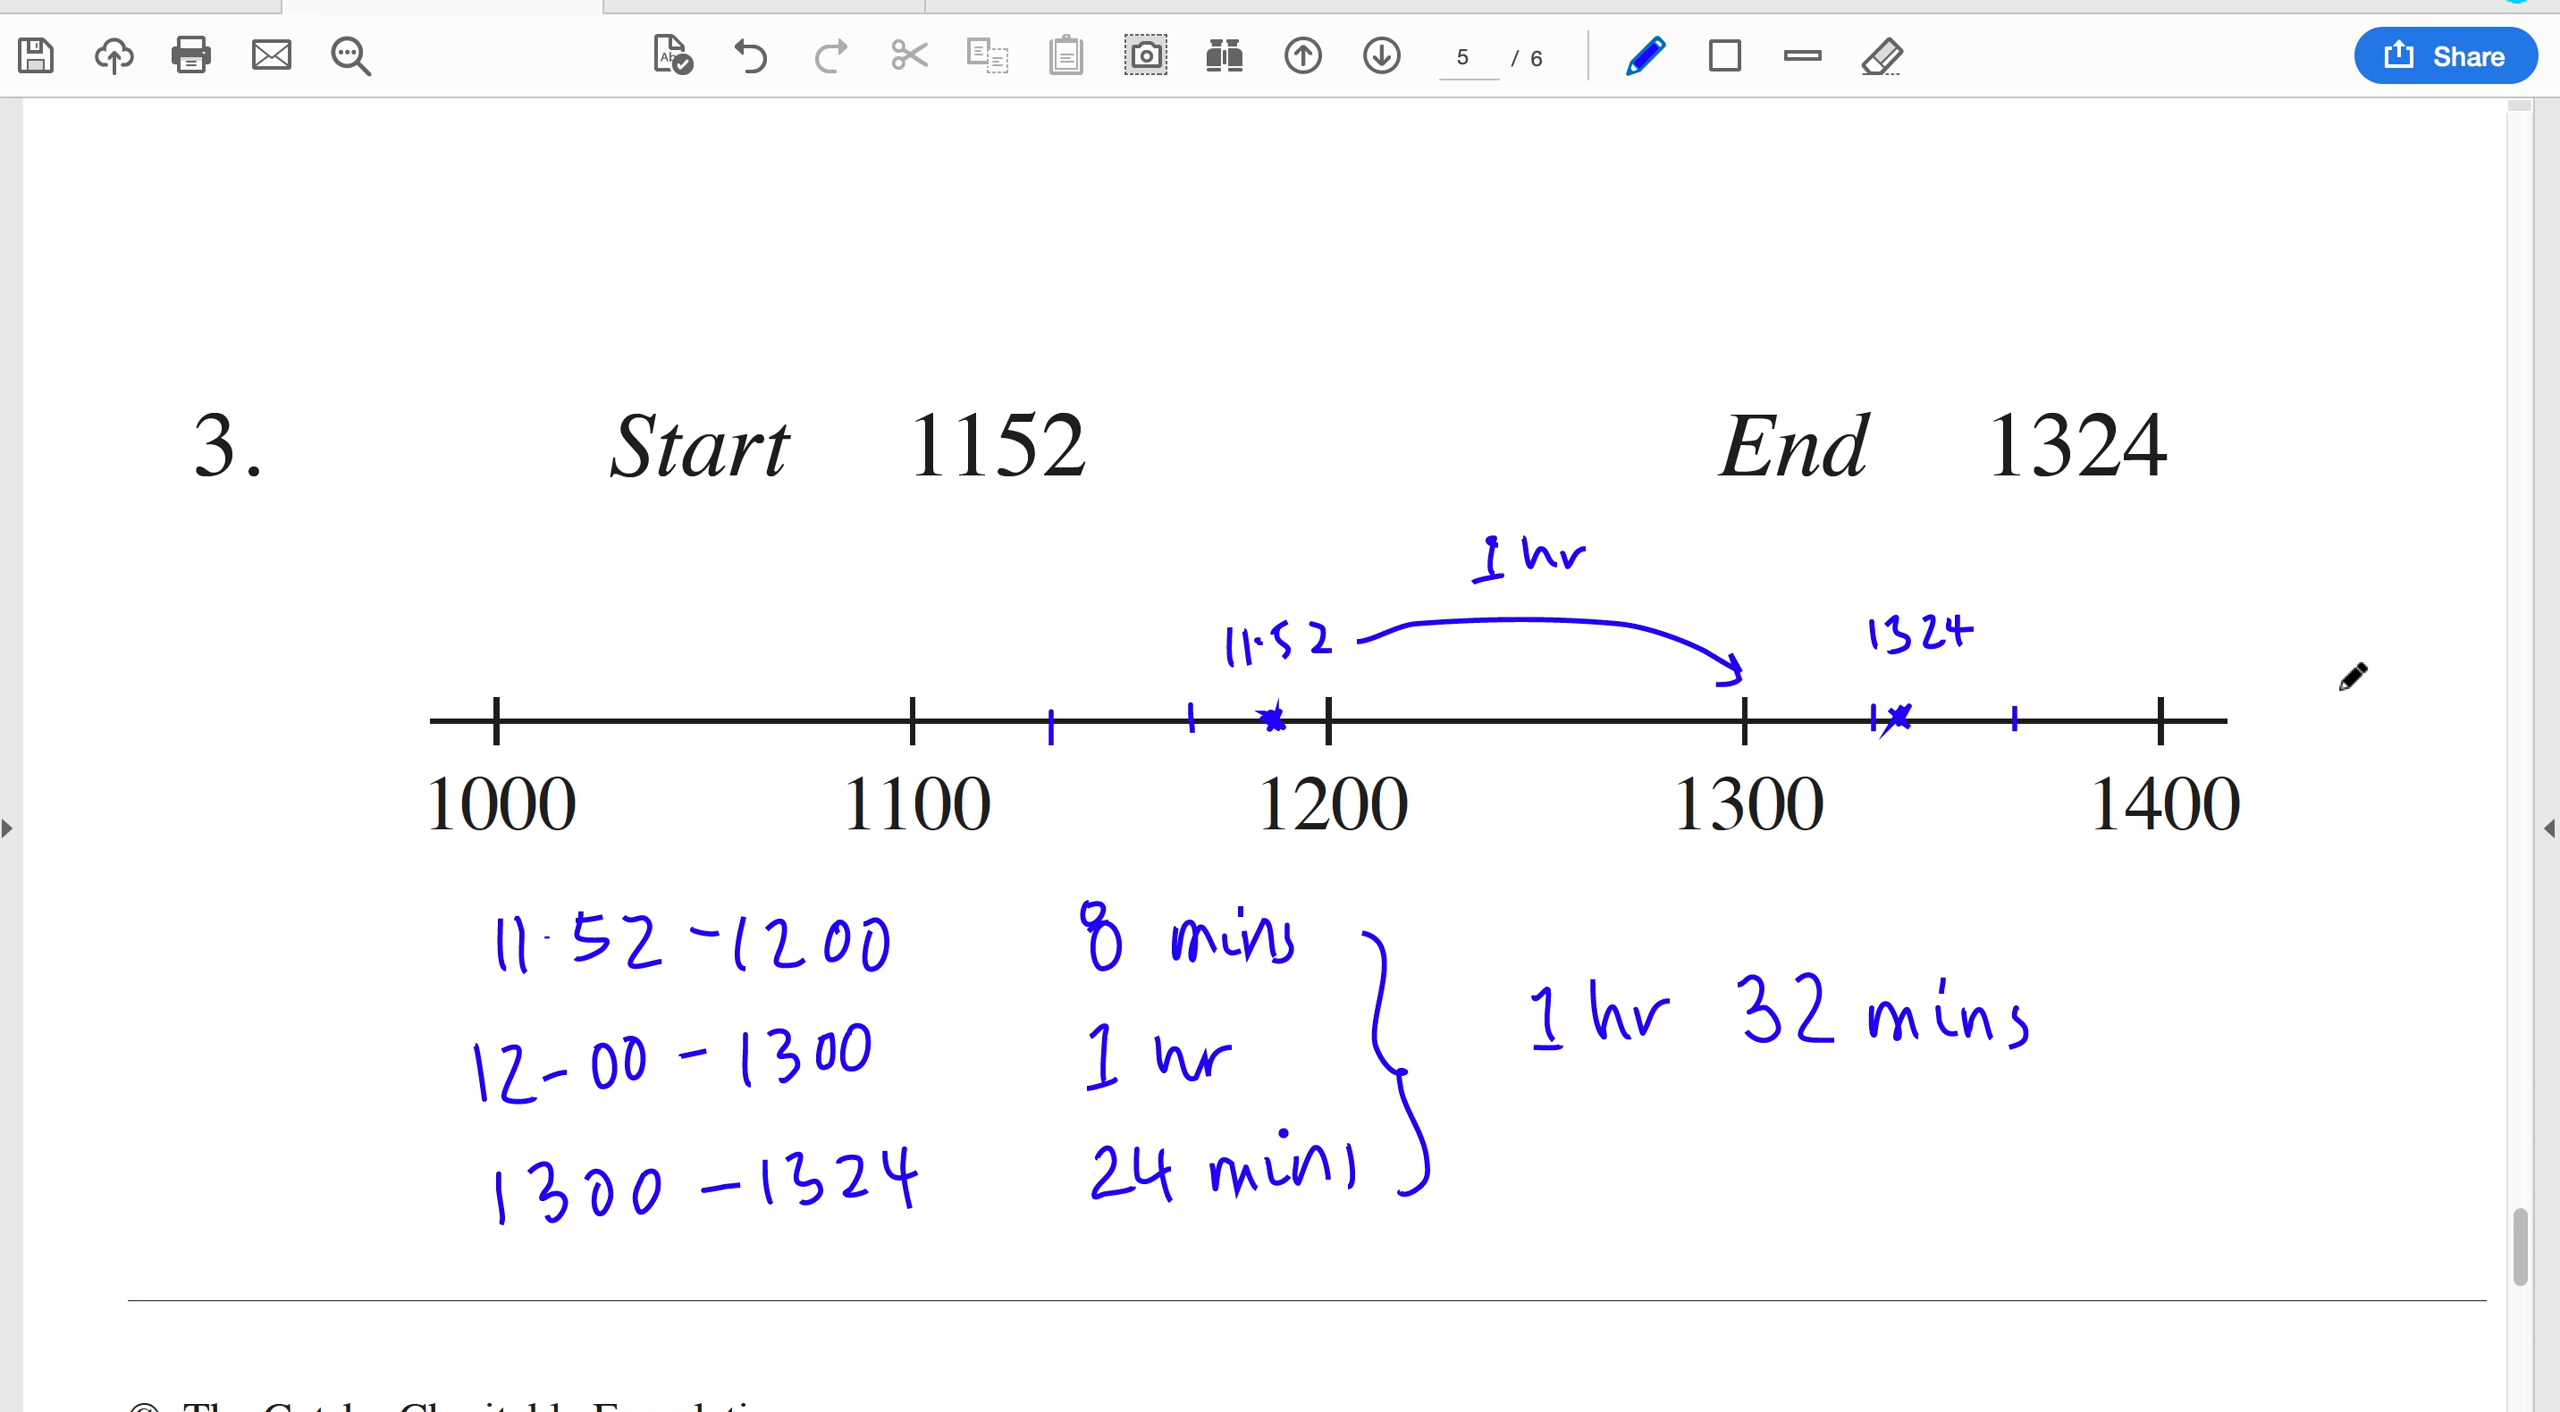 5 / 6
Share
3. Start 1152 End 1324
1 hr
11.52 1324
1000 1100 1200 1300 1400
11.52 - 1200 8 mins
1 hr 32 mins
12-00 - 1300 1 hr
1300 - 1324 24 mins